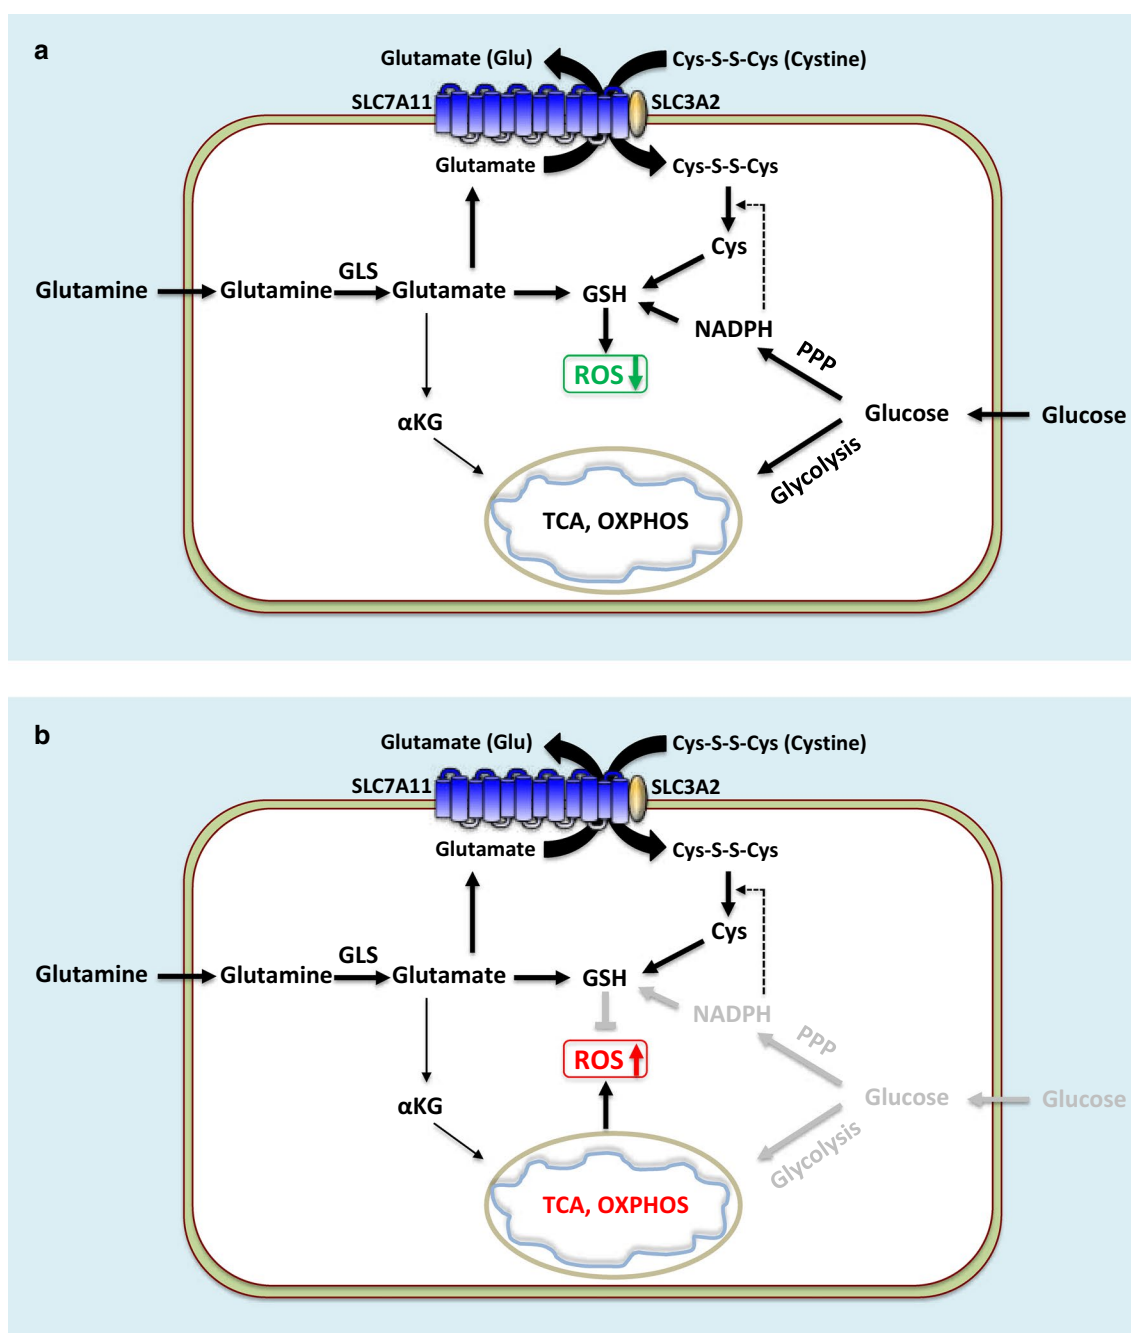 a
Glutamate (Glu)
Cys-S-S-Cys (Cystine)
SLC7A11
SLC3A2
Glutamate
Cys-S-S-Cys
Cys
GLS
Glutamine
Glutamine
Glutamate
GSH
NADPH
PPP
ROS
Glucose
Glucose
αKG
Glycolysis
TCA, OXPHOS
b
Glutamate (Glu)
Cys-S-S-Cys (Cystine)
SLC7A11
SLC3A2
Glutamate
Cys-S-S-Cys
Cys
GLS
Glutamine
Glutamine
Glutamate
GSH
NADPH
PPP
ROS
Glucose
Glucose
αKG
Glycolysis
TCA, OXPHOS